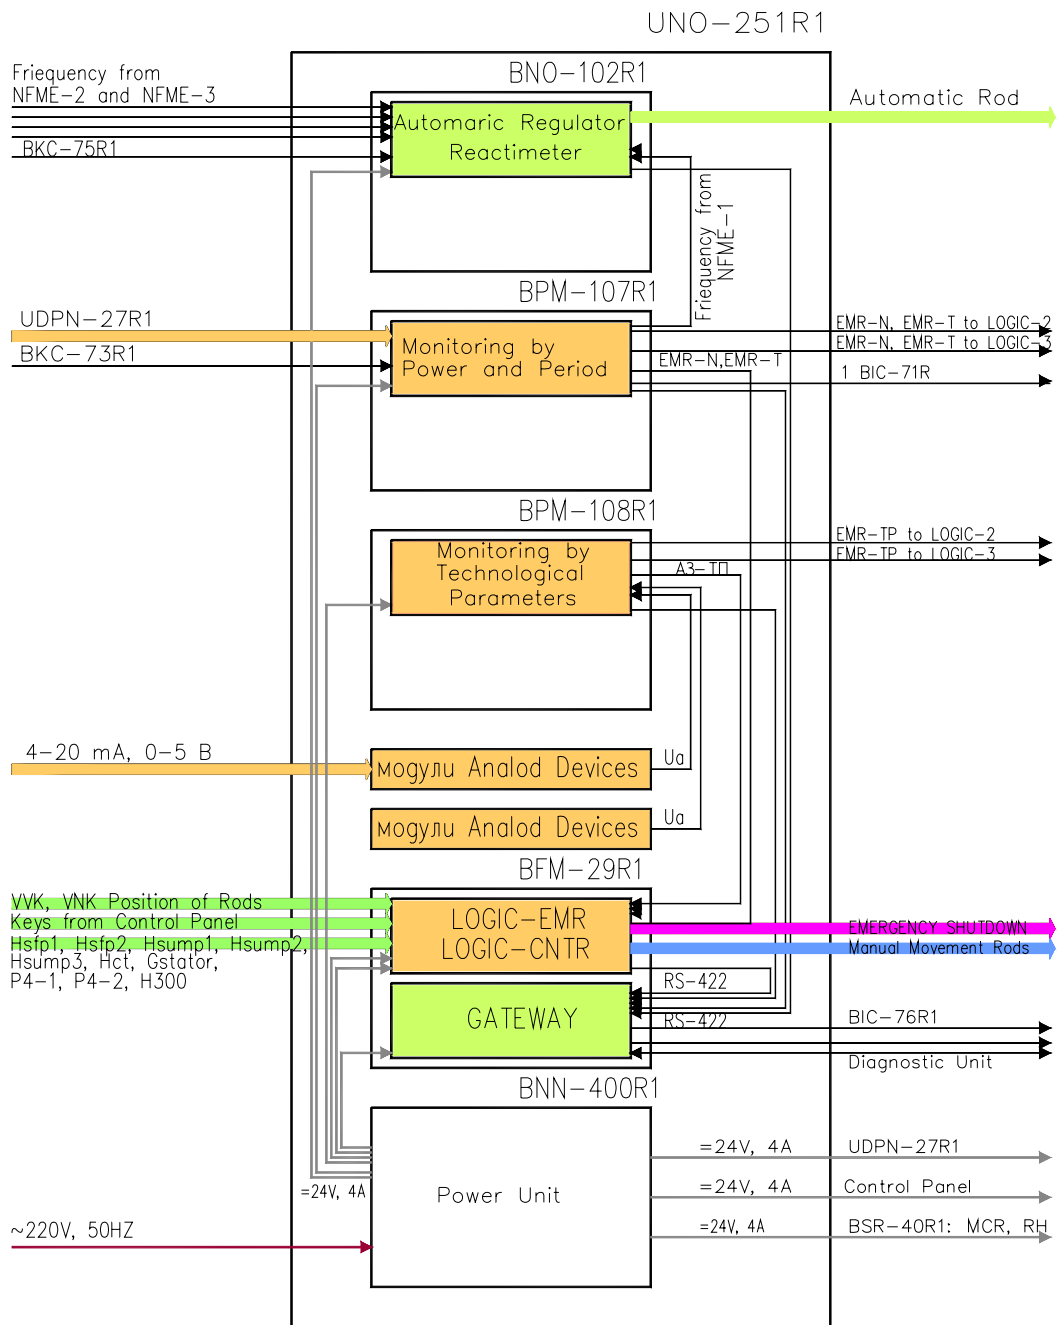 UNO-251R1
BNO-102R1
Friequency from
NFME-2 and NFME-3
Automatic Rod
Automaric Regulator
Reactimeter
BKC-75R1
Friequency from
NFME-1
BPM-107R1
UDPN-27R1
EMR-N, EMR-T to LOGIC-2
EMR-N, EMR-T to LOGIC-3
BKC-73R1
Monitoring by
Power and Period
EMR-N,EMR-T
1 BIC-71R
BPM-108R1
EMR-TP to LOGIC-2
EMR-TP to LOGIC-3
Monitoring by
Technological
Parameters
АЗ-ТП
4-20 mA, 0-5 В
модули Analod Devices
Ua
модули Analod Devices
Ua
BFM-29R1
VVK, VNK Position of Rods
Keys from Control Panel
Hsfp1, Hsfp2, Hsump1, Hsump2,
Hsump3, Hct, Gstator,
P4-1, P4-2, H300
LOGIC-EMR
LOGIC-CNTR
EMERGENCY SHUTDOWN
Manual Movement Rods
RS-422
GATEWAY
RS-422
BIC-76R1
Diagnostic Unit
BNN-400R1
=24V, 4A
UDPN-27R1
=24V, 4A
Power Unit
=24V, 4A
Control Panel
~220V, 50HZ
=24V, 4A
BSR-40R1: MCR, RH